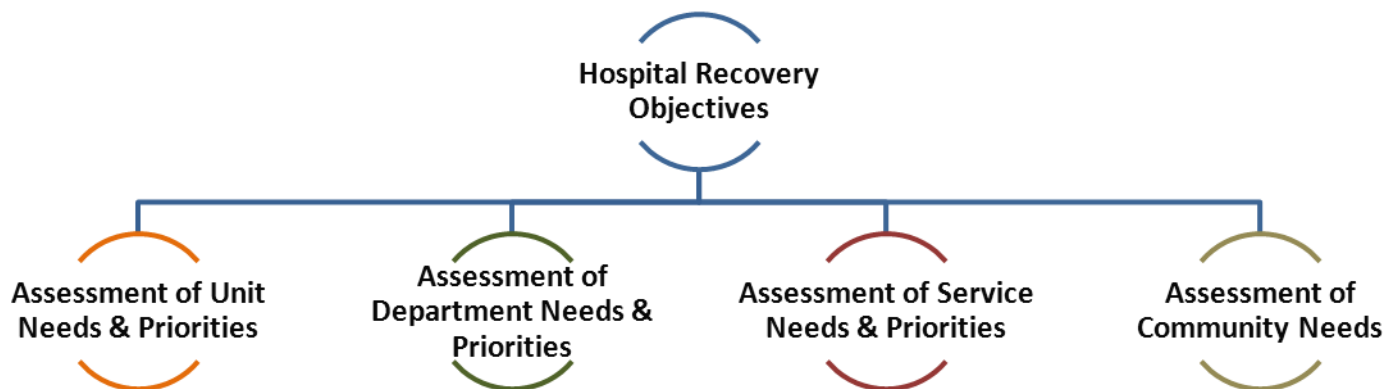 Hospital Recovery
Objectives
Assessment of Unit
Needs & Priorities
Assessment of
Department Needs &
Priorities
Assessment of Service
Needs & Priorities
Assessment of
Community Needs